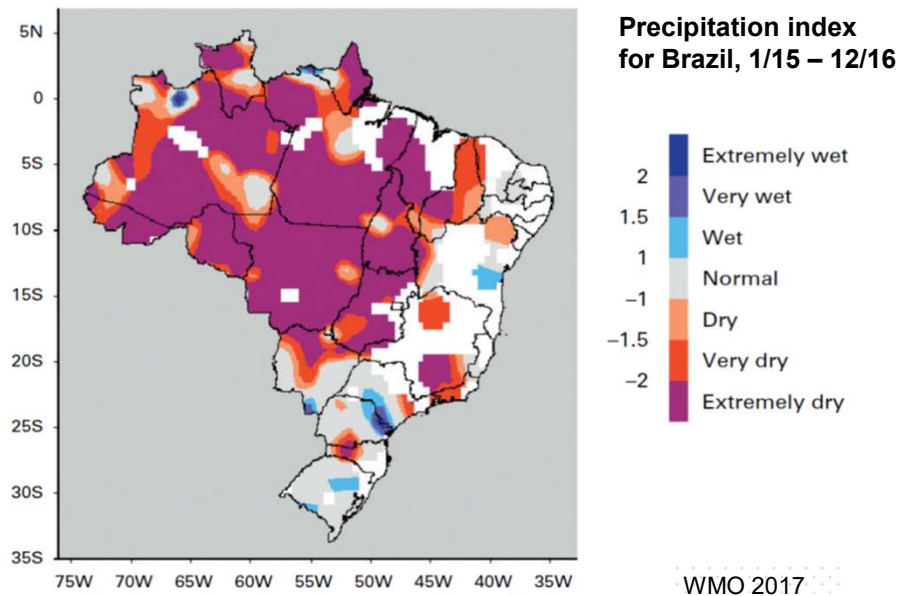 Precipitation index
for Brazil, 1/15 – 12/16
5N
0
5S
10S
15S
20S
25S
30S
35S
75W 70W 65W 60W 55W 50W 45W 40W 35W
Extremely wet
2
Very wet
1.5
Wet
1
Normal
−1
Dry
−1.5
Very dry
−2
Extremely dry
WMO 2017